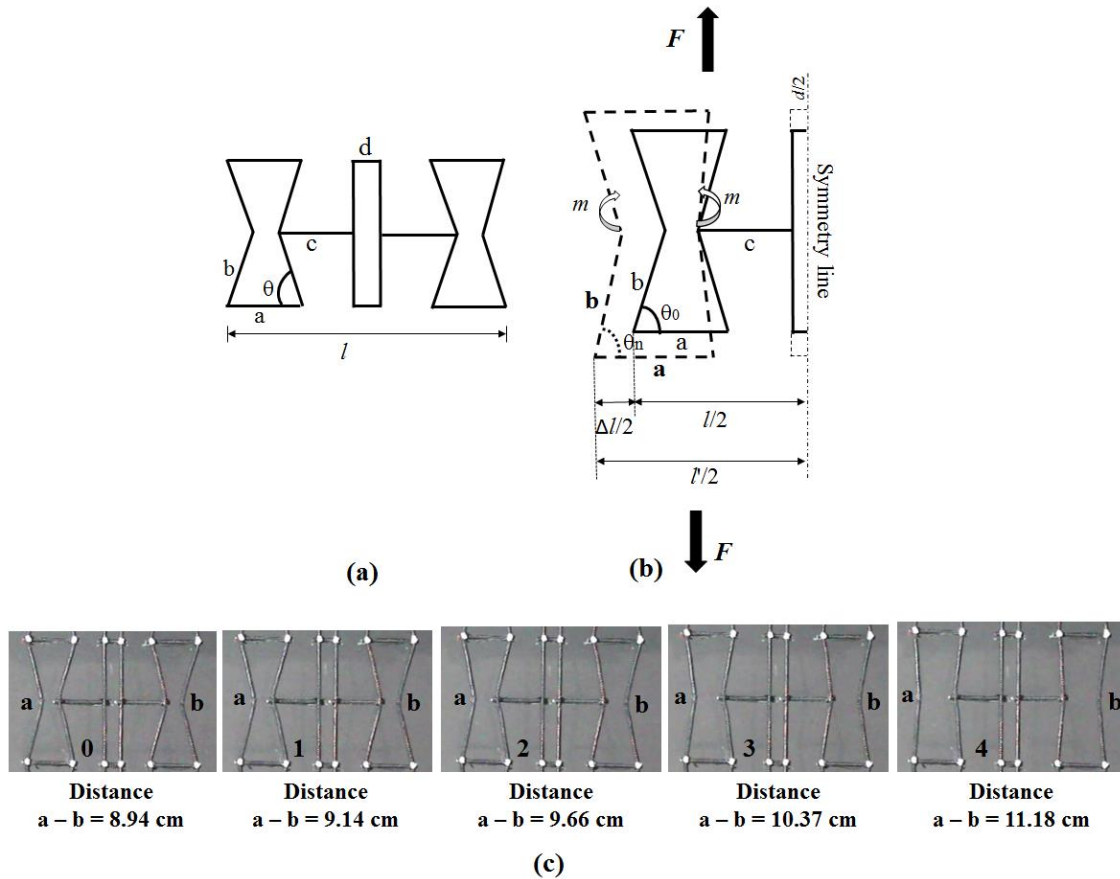 (a)
d
c
b
θ
a
l
F
d/2
Symmetry line
m
m
c
b
b
θ0
θn
a
a
Δl/2
l/2
l'/2
F
(b)
a
b
0
Distance
a – b = 8.94 cm
a
b
1
Distance
a – b = 9.14 cm
a
b
2
Distance
a – b = 9.66 cm
a
b
3
Distance
a – b = 10.37 cm
a
b
4
Distance
a – b = 11.18 cm
(c)